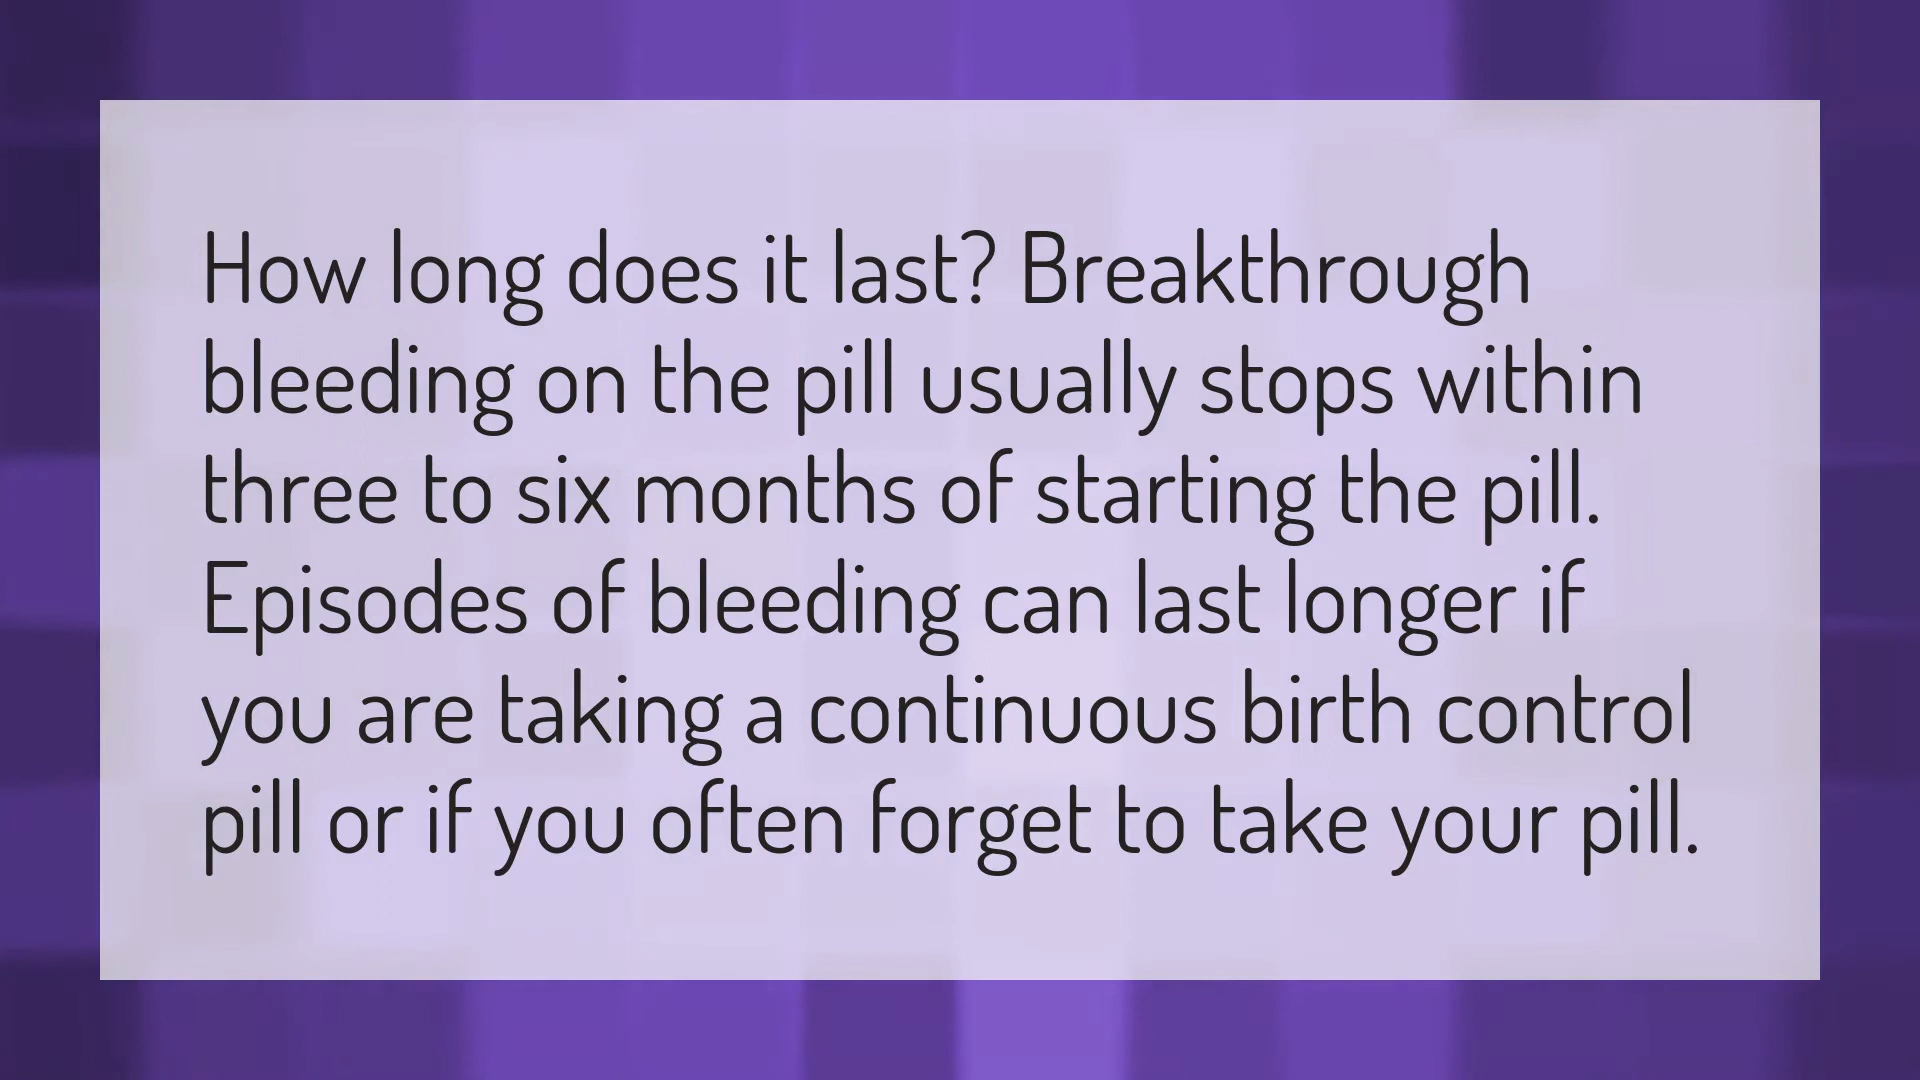 How long does it last? Breakthrough
bleeding on the pill usually stops within
three to six months of starting the pill.
Episodes of bleeding can last longer if
you are taking a continuous birth control
pill or if you often forget to take your pill.